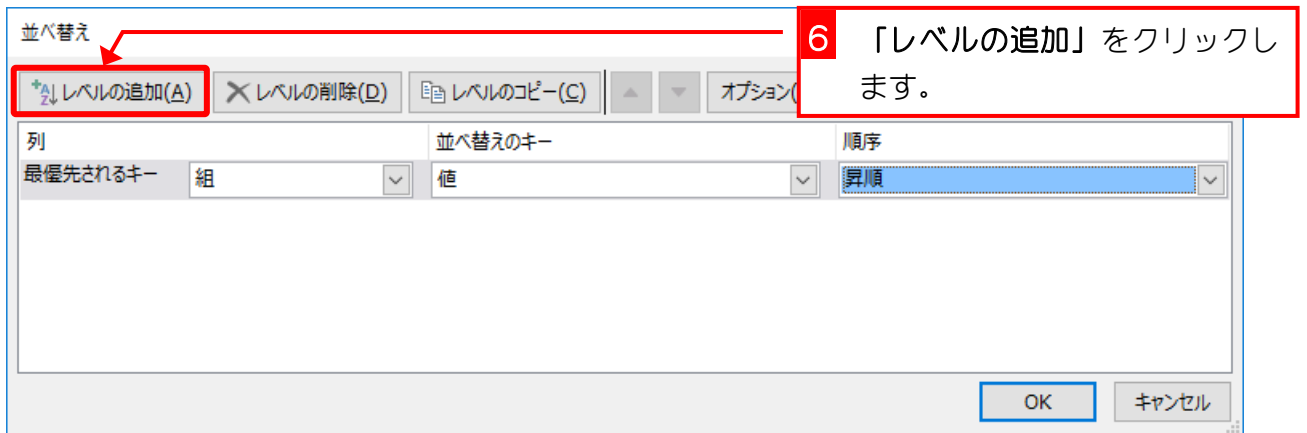 並べ替え
6 「レベルの追加」をクリックし
ます。
レベルの追加(A) レベルの削除(D) レベルのコピー(C) オプション(
列 並べ替えのキー 順序
最優先されるキー 組 値 昇順
OK キャンセル